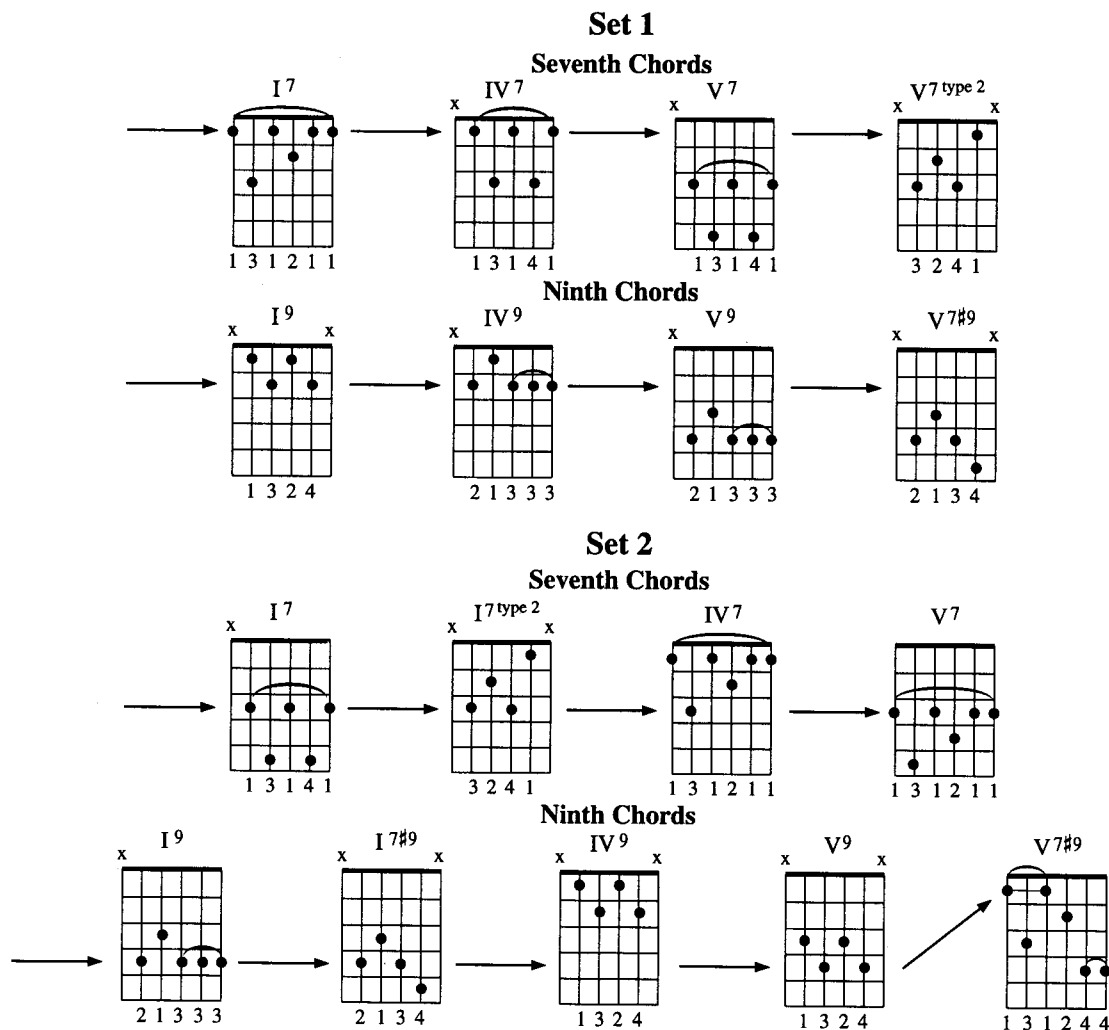 Set 1
Seventh Chords
I 7 IV 7 V 7 V 7 type 2
x x x x
1 3 1 2 1 1 1 3 1 4 1 1 3 1 4 1 3 2 4 1
Ninth Chords
I 9 IV 9 V 9 V 7♯9
x x x x x x
1 3 2 4 2 1 3 3 3 2 1 3 3 3 2 1 3 4
Set 2
Seventh Chords
I 7 I 7 type 2 IV 7 V 7
x x x
1 3 1 4 1 3 2 4 1 1 3 1 2 1 1 1 3 1 2 1 1
Ninth Chords
I 9 I 7♯9 IV 9 V 9 V 7♯9
x x x x x x x
2 1 3 3 3 2 1 3 4 1 3 2 4 1 3 2 4 1 3 1 2 4 4